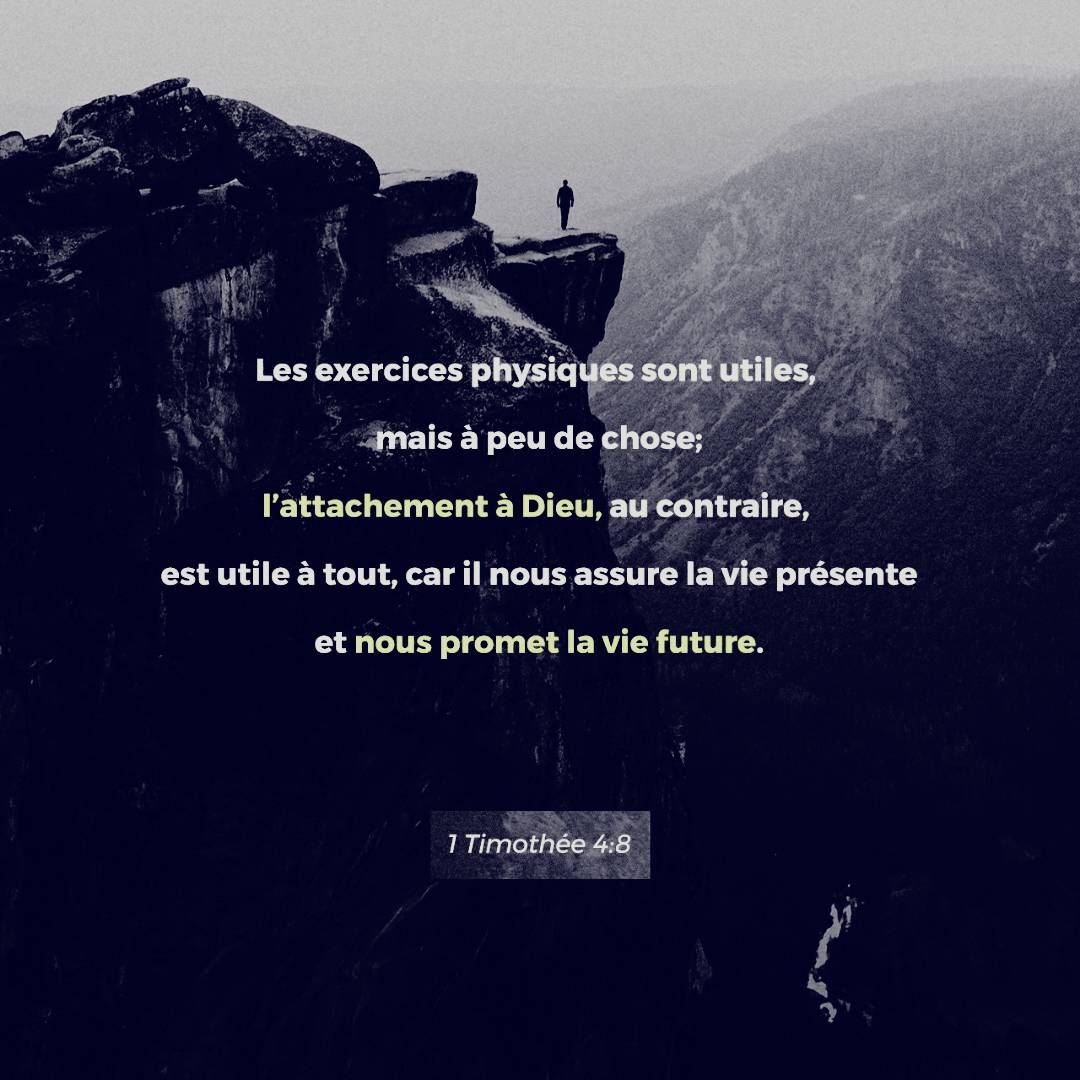 Les exercices physiques sont utiles,
mais à peu de chose;
l’attachement à Dieu, au contraire,
est utile à tout, car il nous assure la vie présente
et nous promet la vie future.
1 Timothée 4:8